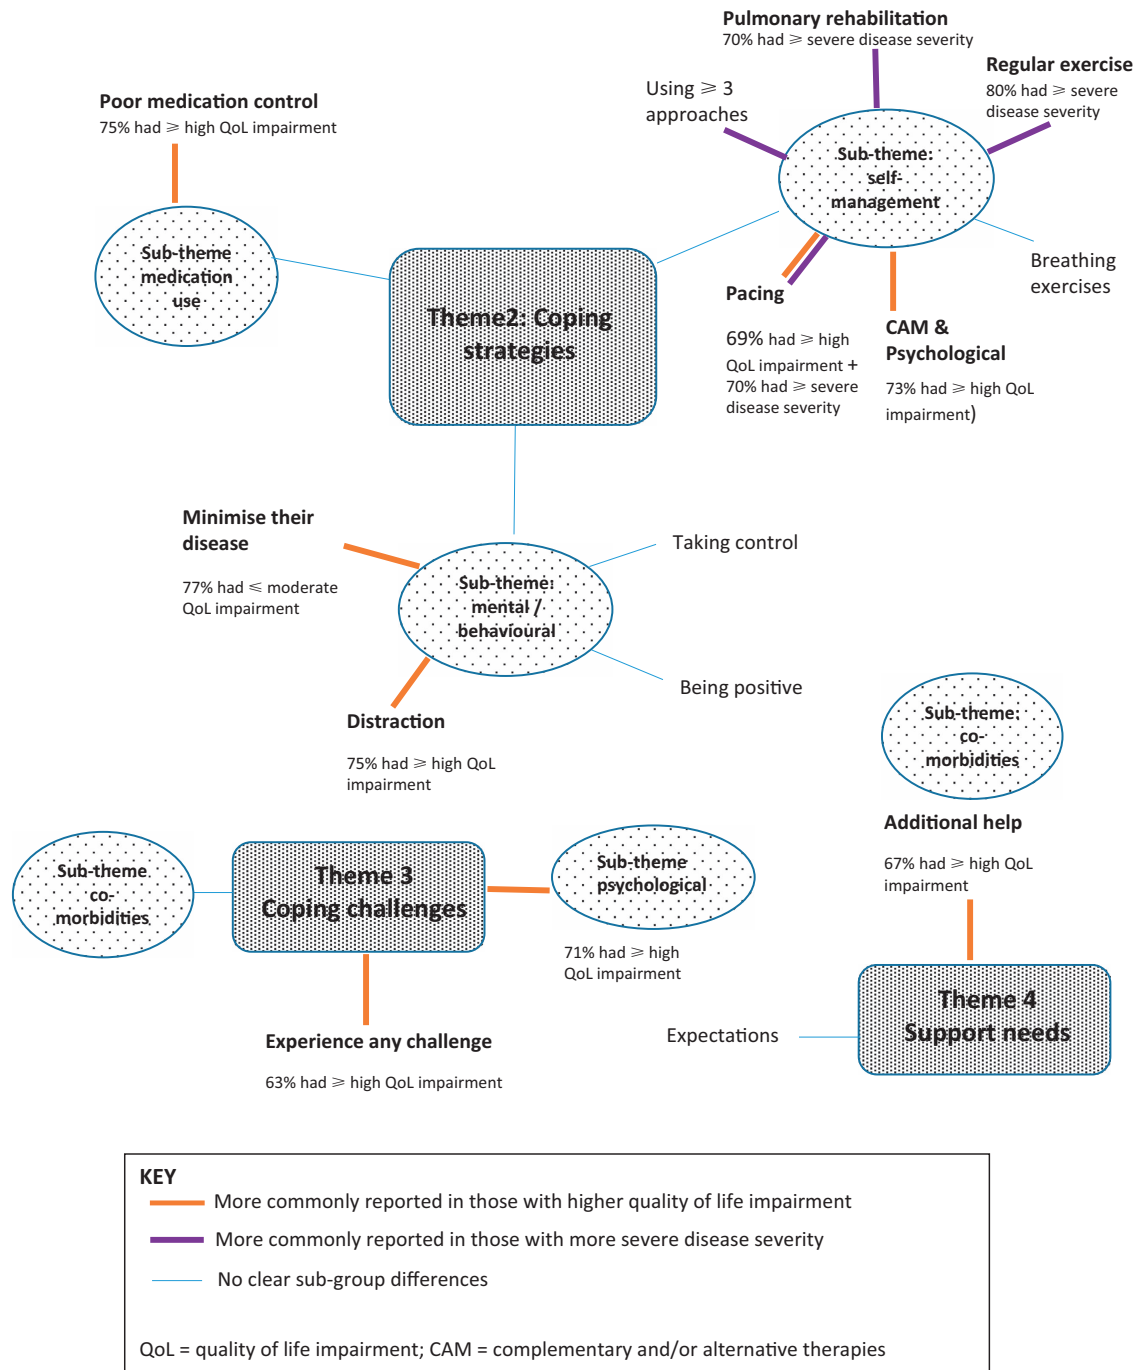 Pulmonary rehabilitation
70% had ⩾ severe disease severity
Regular exercise
80% had ⩾ severe
disease severity
Using ⩾ 3
approaches
Poor medication control
75% had ⩾ high QoL impairment
Sub-theme:
self-
management
Sub-theme
medication
use
Breathing
exercises
Theme2: Coping
strategies
Pacing
69% had ⩾ high
QoL impairment +
70% had ⩾ severe
disease severity
CAM &
Psychological
73% had ⩾ high QoL
impairment)
Minimise their
disease
77% had ⩽ moderate
QoL impairment
Taking control
Sub-theme:
mental /
behavioural
Being positive
Distraction
75% had ⩾ high QoL
impairment
Sub-theme:
co-
morbidities
Additional help
67% had ⩾ high QoL
impairment
Sub-theme
co-
morbidities
Theme 3
Coping challenges
Sub-theme
psychological
71% had ⩾ high
QoL impairment
Experience any challenge
63% had ⩾ high QoL impairment
Expectations
Theme 4
Support needs
KEY
More commonly reported in those with higher quality of life impairment
More commonly reported in those with more severe disease severity
No clear sub-group differences
QoL = quality of life impairment; CAM = complementary and/or alternative therapies